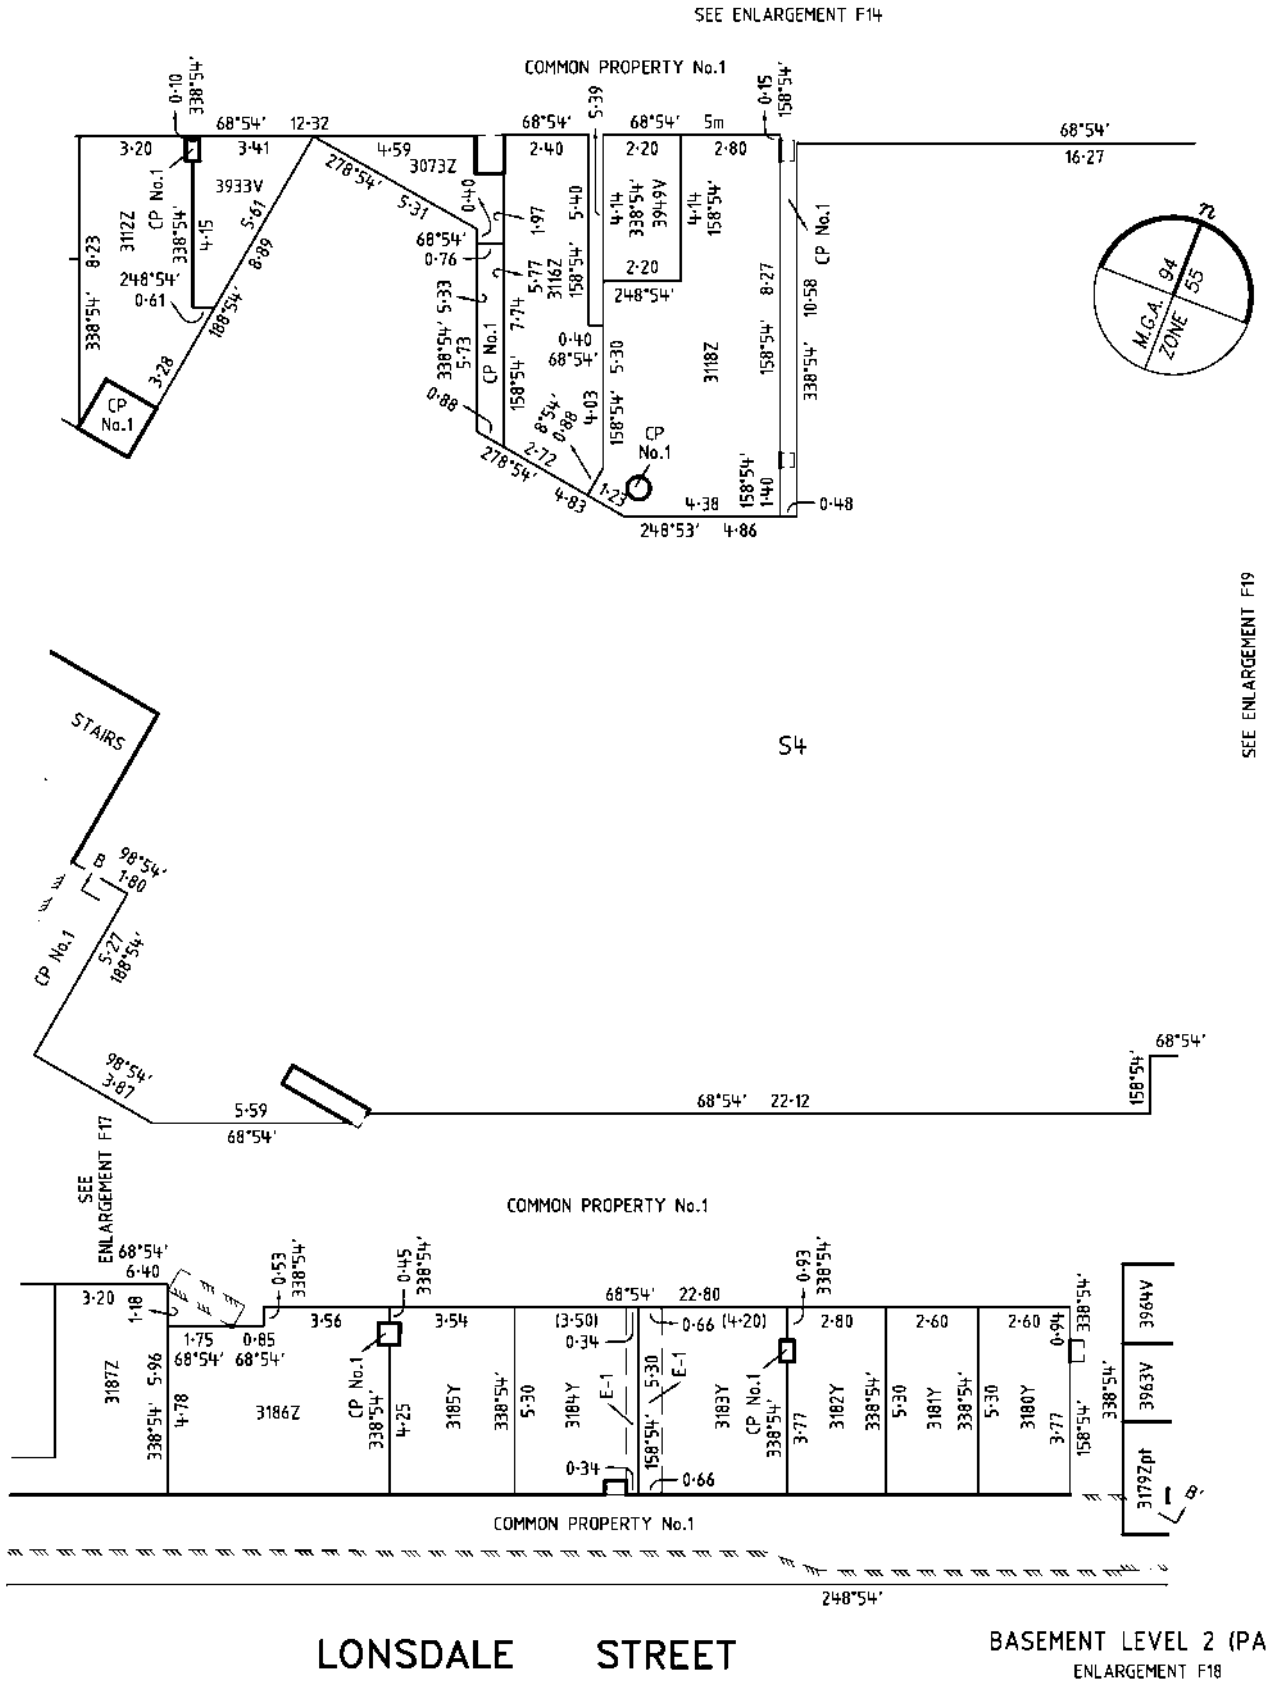 SEE ENLARGEMENT F14
COMMON PROPERTY No.1
0·10
338°54'
68°54' 12·32
3·20
3·41
4·59
3073Z
278°54'
5·31
3933V
CP No.1
3112Z
338°54'
4·15
5·61
8·89
188°54'
248°54'
0·61
338°54' 8·23
3·28
CP
No.1
68°54'
2·40
5·39
68°54' 5m
2·20
2·80
0·15
158°54'
0·40
1·97
5·40
68°54'
0·76
5·77
3116Z
158°54'
4·14
338°54'
3949V
4·14
158°54'
2·20
248°54'
338°54' 5·33
5·73
CP No.1
158°54' 7·74
0·40
68°54'
158°54' 5·30
4·03
0·88
8°54'
0·88
2·72
278°54'
4·83
1·23
CP
No.1
3118Z
158°54' 8·27
338°54' 10·58
CP No.1
158°54'
1·40
4·38
0·48
248°53' 4·86
68°54'
16·27
n
M.G.A. 94
ZONE 55
SEE ENLARGEMENT F19
STAIRS
S4
B
98°54'
1·80
CP No.1
5·27
188°54'
98°54'
3·87
5·59
68°54'
68°54' 22·12
158°54'
68°54'
SEE
ENLARGEMENT F17
COMMON PROPERTY No.1
68°54'
6·40
3·20
1·18
0·53
338°54'
1·75
68°54'
0·85
68°54'
3·56
0·45
338°54'
3·54
68°54' 22·80
(3·50)
0·34
0·66 (4·20)
0·93
338°54'
2·80
2·60
2·60
0·94
338°54'
3187Z
338°54' 5·96
4·78
3186Z
CP No.1
338°54'
4·25
3185Y
338°54'
5·30
3184Y
E-1
158°54' 5·30
E-1
3183Y
CP No.1
338°54'
3·77
3182Y
338°54'
5·30
3181Y
338°54'
5·30
3180Y
3·77
158°54'
338°54'
3964V
3963V
3179Zpt
B'
0·34
0·66
COMMON PROPERTY No.1
248°54'
LONSDALE STREET
BASEMENT LEVEL 2 (PA
ENLARGEMENT F18